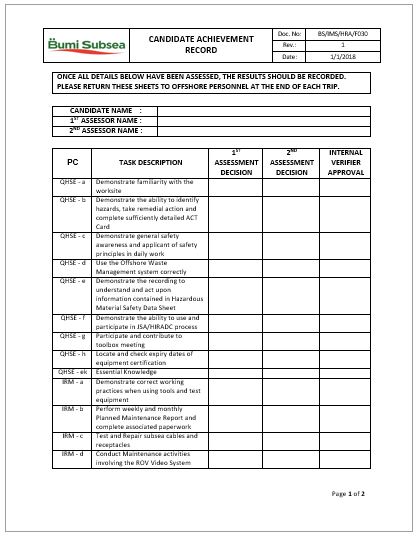 Bumi Subsea
CANDIDATE ACHIEVEMENT
RECORD
Doc. No: BS/IMS/HRA/F030
Rev.: 1
Date: 1/1/2018
ONCE ALL DETAILS BELOW HAVE BEEN ASSESSED, THE RESULTS SHOULD BE RECORDED.
PLEASE RETURN THESE SHEETS TO OFFSHORE PERSONNEL AT THE END OF EACH TRIP.
CANDIDATE NAME :
1ST ASSESSOR NAME :
2ND ASSESSOR NAME :
PC TASK DESCRIPTION 1ST ASSESSMENT DECISION 2ND ASSESSMENT DECISION INTERNAL VERIFIER APPROVAL
QHSE - a Demonstrate familiarity with the
worksite
QHSE - b Demonstrate the ability to identify
hazards, take remedial action and
complete sufficiently detailed ACT
Card
QHSE - c Demonstrate general safety
awareness and applicant of safety
principles in daily work
QHSE - d Use the Offshore Waste
Management system correctly
QHSE - e Demonstrate the recording to
understand and act upon
information contained in Hazardous
Material Safety Data Sheet
QHSE - f Demonstrate the ability to use and
participate in JSA/HIRADC process
QHSE - g Participate and contribute to
toolbox meeting
QHSE - h Locate and check expiry dates of
equipment certification
QHSE - ek Essential Knowledge
IRM - a Demonstrate correct working
practices when using tools and test
equipment
IRM - b Perform weekly and monthly
Planned Maintenance Report and
complete associated paperwork
IRM - c Test and Repair subsea cables and
receptacles
IRM - d Conduct Maintenance activities
involving the ROV Video System
Page 1 of 2